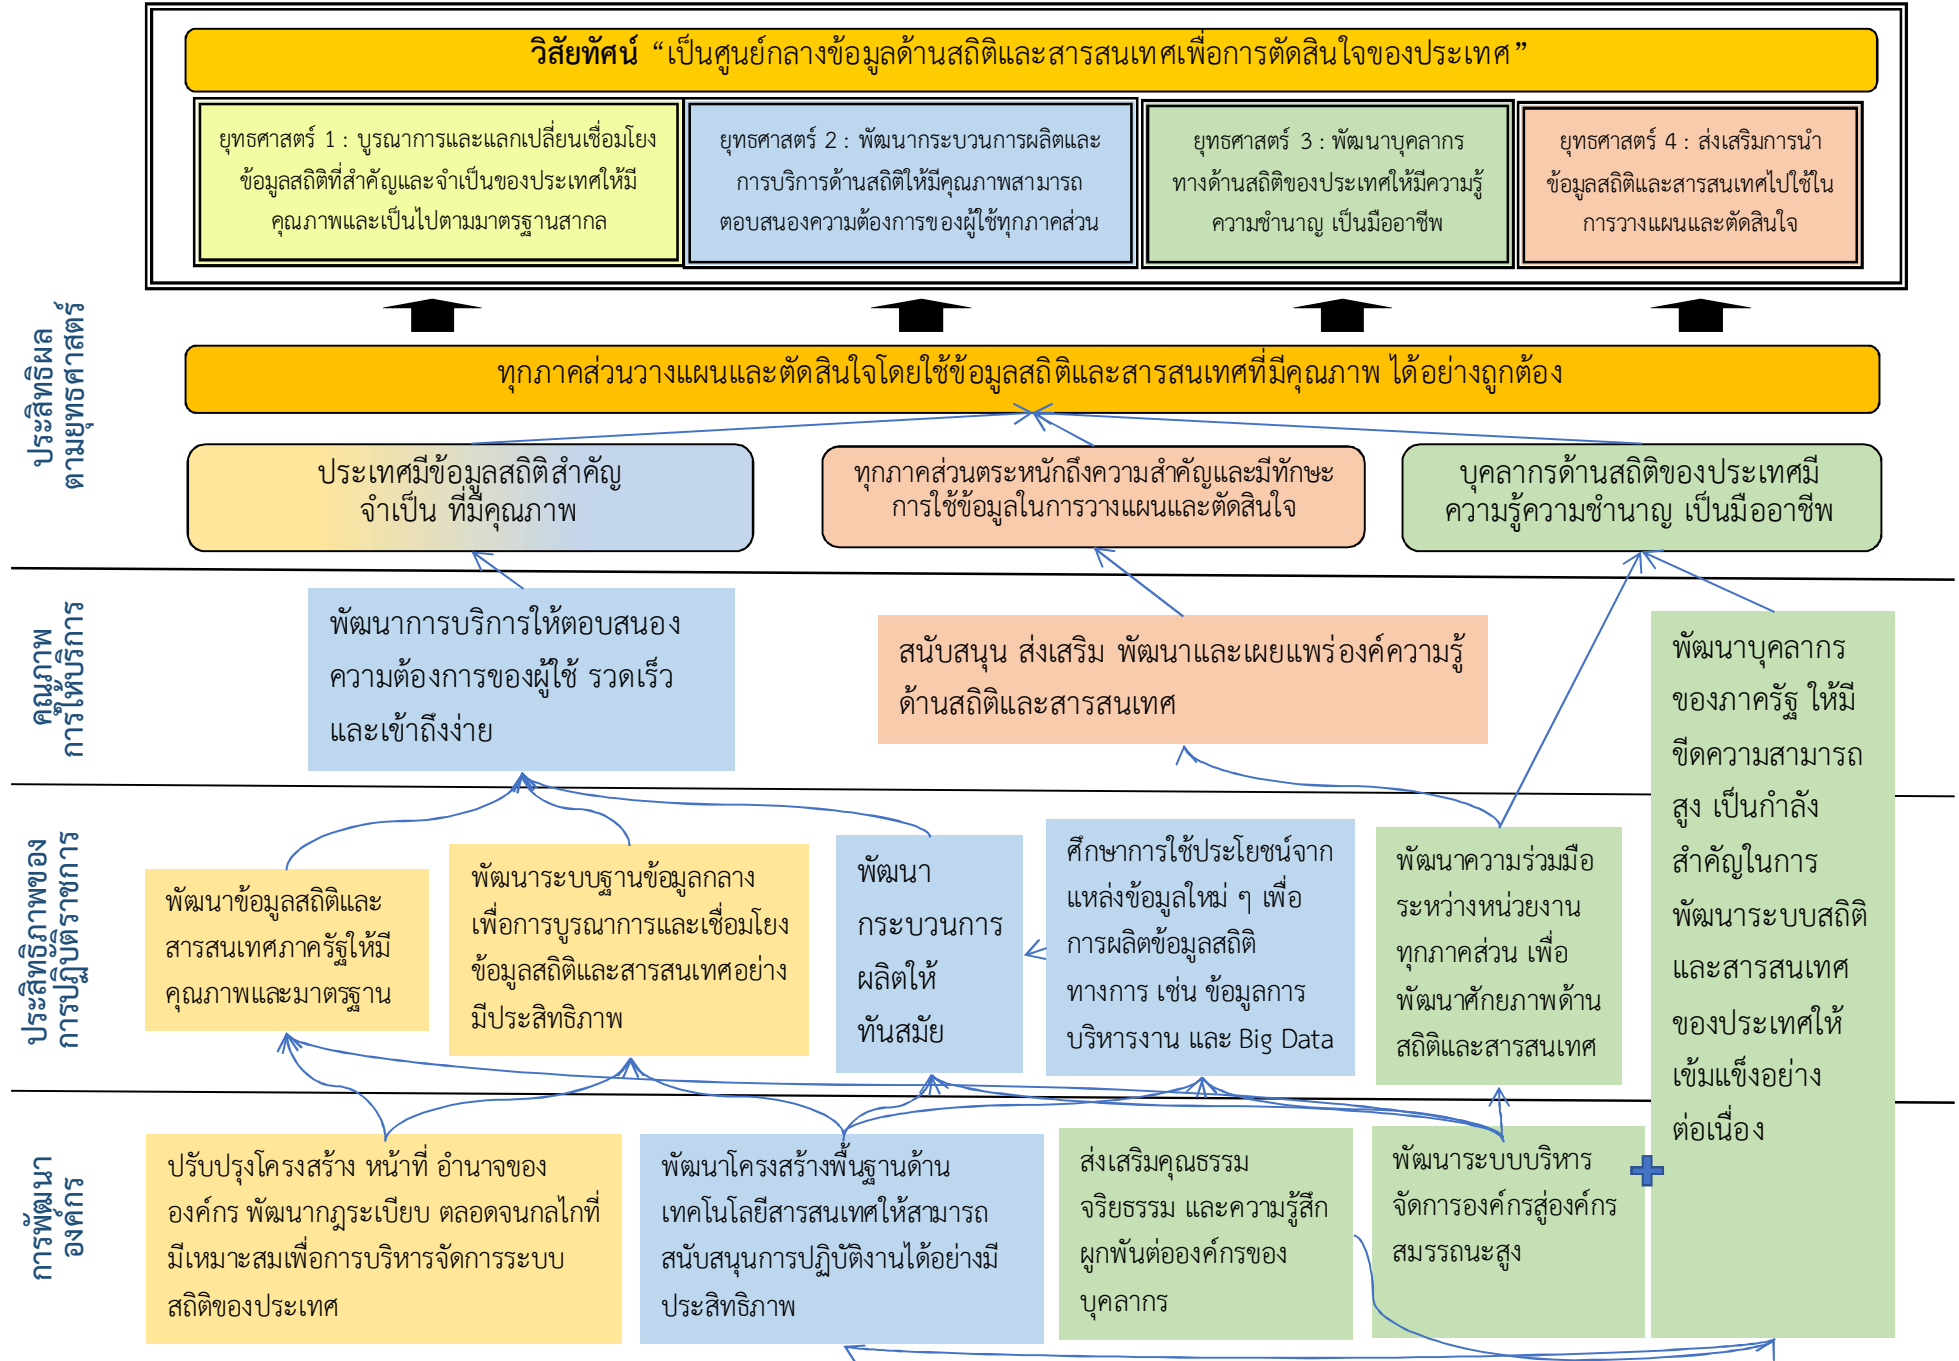 วิสัยทัศน์ “เป็นศูนย์กลางข้อมูลด้านสถิติและสารสนเทศเพื่อการตัดสินใจของประเทศ”
ยุทธศาสตร์ 1 : บูรณาการและแลกเปลี่ยนเชื่อมโยง
ข้อมูลสถิติที่สำคัญและจำเป็นของประเทศให้มี
คุณภาพและเป็นไปตามมาตรฐานสากล
ยุทธศาสตร์ 2 : พัฒนากระบวนการผลิตและ
การบริการด้านสถิติให้มีคุณภาพสามารถ
ตอบสนองความต้องการของผู้ใช้ทุกภาคส่วน
ยุทธศาสตร์ 3 : พัฒนาบุคลากร
ทางด้านสถิติของประเทศให้มีความรู้
ความชำนาญ เป็นมืออาชีพ
ยุทธศาสตร์ 4 : ส่งเสริมการนำ
ข้อมูลสถิติและสารสนเทศไปใช้ใน
การวางแผนและตัดสินใจ
ประสิทธิผล
ตามยุทธศาสตร์
ทุกภาคส่วนวางแผนและตัดสินใจโดยใช้ข้อมูลสถิติและสารสนเทศที่มีคุณภาพ ได้อย่างถูกต้อง
ประเทศมีข้อมูลสถิติสำคัญ
จำเป็น ที่มีคุณภาพ
ทุกภาคส่วนตระหนักถึงความสำคัญและมีทักษะ
การใช้ข้อมูลในการวางแผนและตัดสินใจ
บุคลากรด้านสถิติของประเทศมี
ความรู้ความชำนาญ เป็นมืออาชีพ
คุณภาพ
การให้บริการ
พัฒนาการบริการให้ตอบสนอง
ความต้องการของผู้ใช้ รวดเร็ว
และเข้าถึงง่าย
สนับสนุน ส่งเสริม พัฒนาและเผยแพร่องค์ความรู้
ด้านสถิติและสารสนเทศ
พัฒนาบุคลากร
ของภาครัฐ ให้มี
ขีดความสามารถ
สูง เป็นกำลัง
สำคัญในการ
พัฒนาระบบสถิติ
และสารสนเทศ
ของประเทศให้
เข้มแข็งอย่าง
ต่อเนื่อง
ประสิทธิภาพของ
การปฏิบัติราชการ
พัฒนาข้อมูลสถิติและ
สารสนเทศภาครัฐให้มี
คุณภาพและมาตรฐาน
พัฒนาระบบฐานข้อมูลกลาง
เพื่อการบูรณาการและเชื่อมโยง
ข้อมูลสถิติและสารสนเทศอย่าง
มีประสิทธิภาพ
พัฒนา
กระบวนการ
ผลิตให้
ทันสมัย
ศึกษาการใช้ประโยชน์จาก
แหล่งข้อมูลใหม่ ๆ เพื่อ
การผลิตข้อมูลสถิติ
ทางการ เช่น ข้อมูลการ
บริหารงาน และ Big Data
พัฒนาความร่วมมือ
ระหว่างหน่วยงาน
ทุกภาคส่วน เพื่อ
พัฒนาศักยภาพด้าน
สถิติและสารสนเทศ
การพัฒนา
องค์กร
ปรับปรุงโครงสร้าง หน้าที่ อำนาจของ
องค์กร พัฒนากฎระเบียบ ตลอดจนกลไกที่
มีเหมาะสมเพื่อการบริหารจัดการระบบ
สถิติของประเทศ
พัฒนาโครงสร้างพื้นฐานด้าน
เทคโนโลยีสารสนเทศให้สามารถ
สนับสนุนการปฏิบัติงานได้อย่างมี
ประสิทธิภาพ
ส่งเสริมคุณธรรม
จริยธรรม และความรู้สึก
ผูกพันต่อองค์กรของ
บุคลากร
พัฒนาระบบบริหาร
จัดการองค์กรสู่องค์กร
สมรรถนะสูง